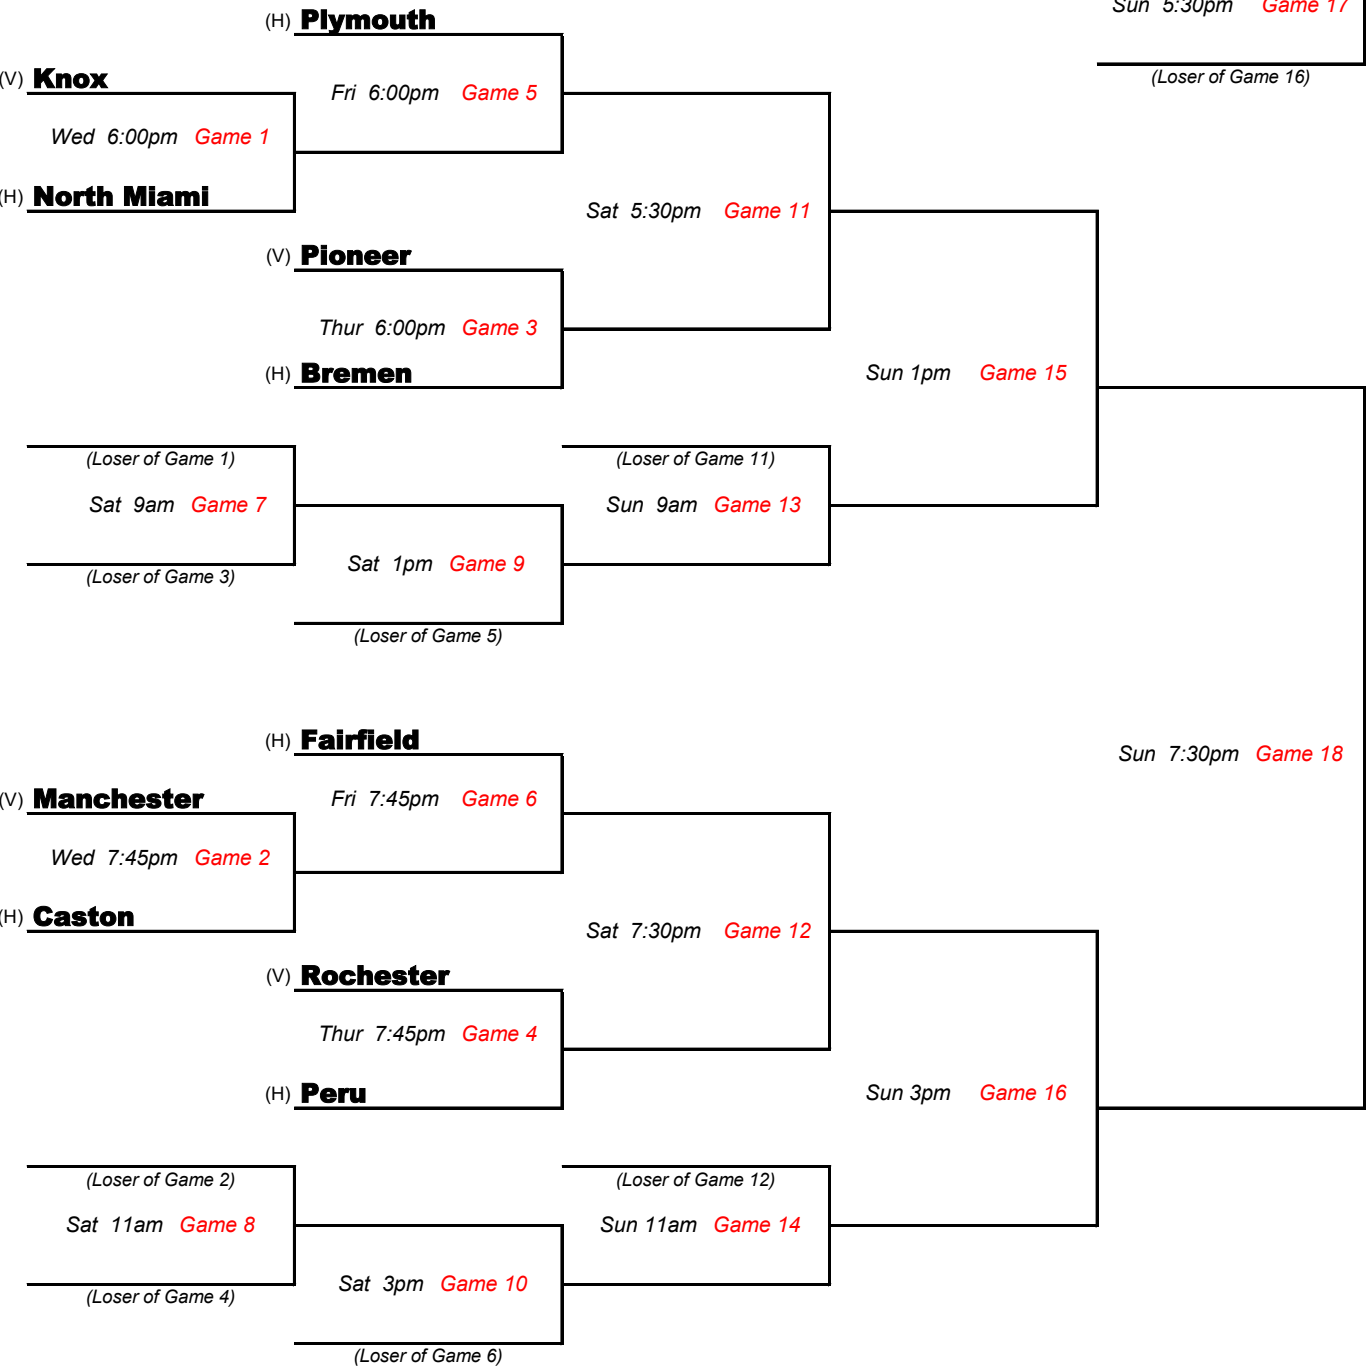 Sun 5:30pm Game 17
(H) Plymouth
(Loser of Game 16)
(V) Knox
Fri 6:00pm Game 5
Wed 6:00pm Game 1
(H) North Miami
Sat 5:30pm Game 11
(V) Pioneer
Thur 6:00pm Game 3
(H) Bremen
Sun 1pm Game 15
(Loser of Game 1)
(Loser of Game 11)
Sat 9am Game 7
Sun 9am Game 13
Sat 1pm Game 9
(Loser of Game 3)
(Loser of Game 5)
(H) Fairfield
Sun 7:30pm Game 18
(V) Manchester
Fri 7:45pm Game 6
Wed 7:45pm Game 2
(H) Caston
Sat 7:30pm Game 12
(V) Rochester
Thur 7:45pm Game 4
(H) Peru
Sun 3pm Game 16
(Loser of Game 2)
(Loser of Game 12)
Sat 11am Game 8
Sun 11am Game 14
Sat 3pm Game 10
(Loser of Game 4)
(Loser of Game 6)